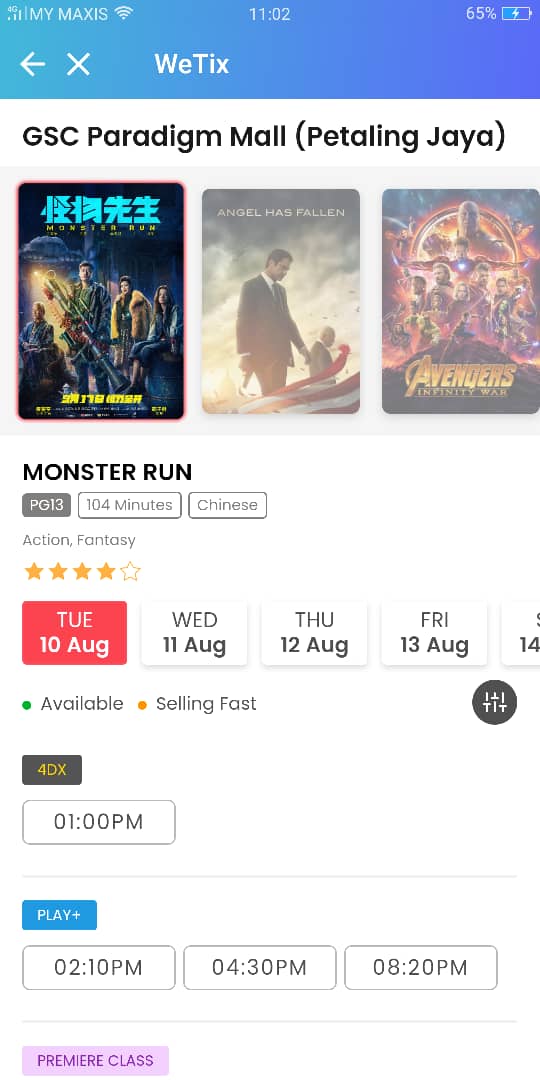 4G MY MAXIS 11:02 65%
WeTix
GSC Paradigm Mall (Petaling Jaya)
怪物先生
MONSTER RUN
ANGEL HAS FALLEN
AVENGERS
INFINITY WAR
MONSTER RUN
PG13 104 Minutes Chinese
Action, Fantasy
TUE WED THU FRI S
10 Aug 11 Aug 12 Aug 13 Aug 14
Available Selling Fast
4DX
01:00PM
PLAY+
02:10PM 04:30PM 08:20PM
PREMIERE CLASS